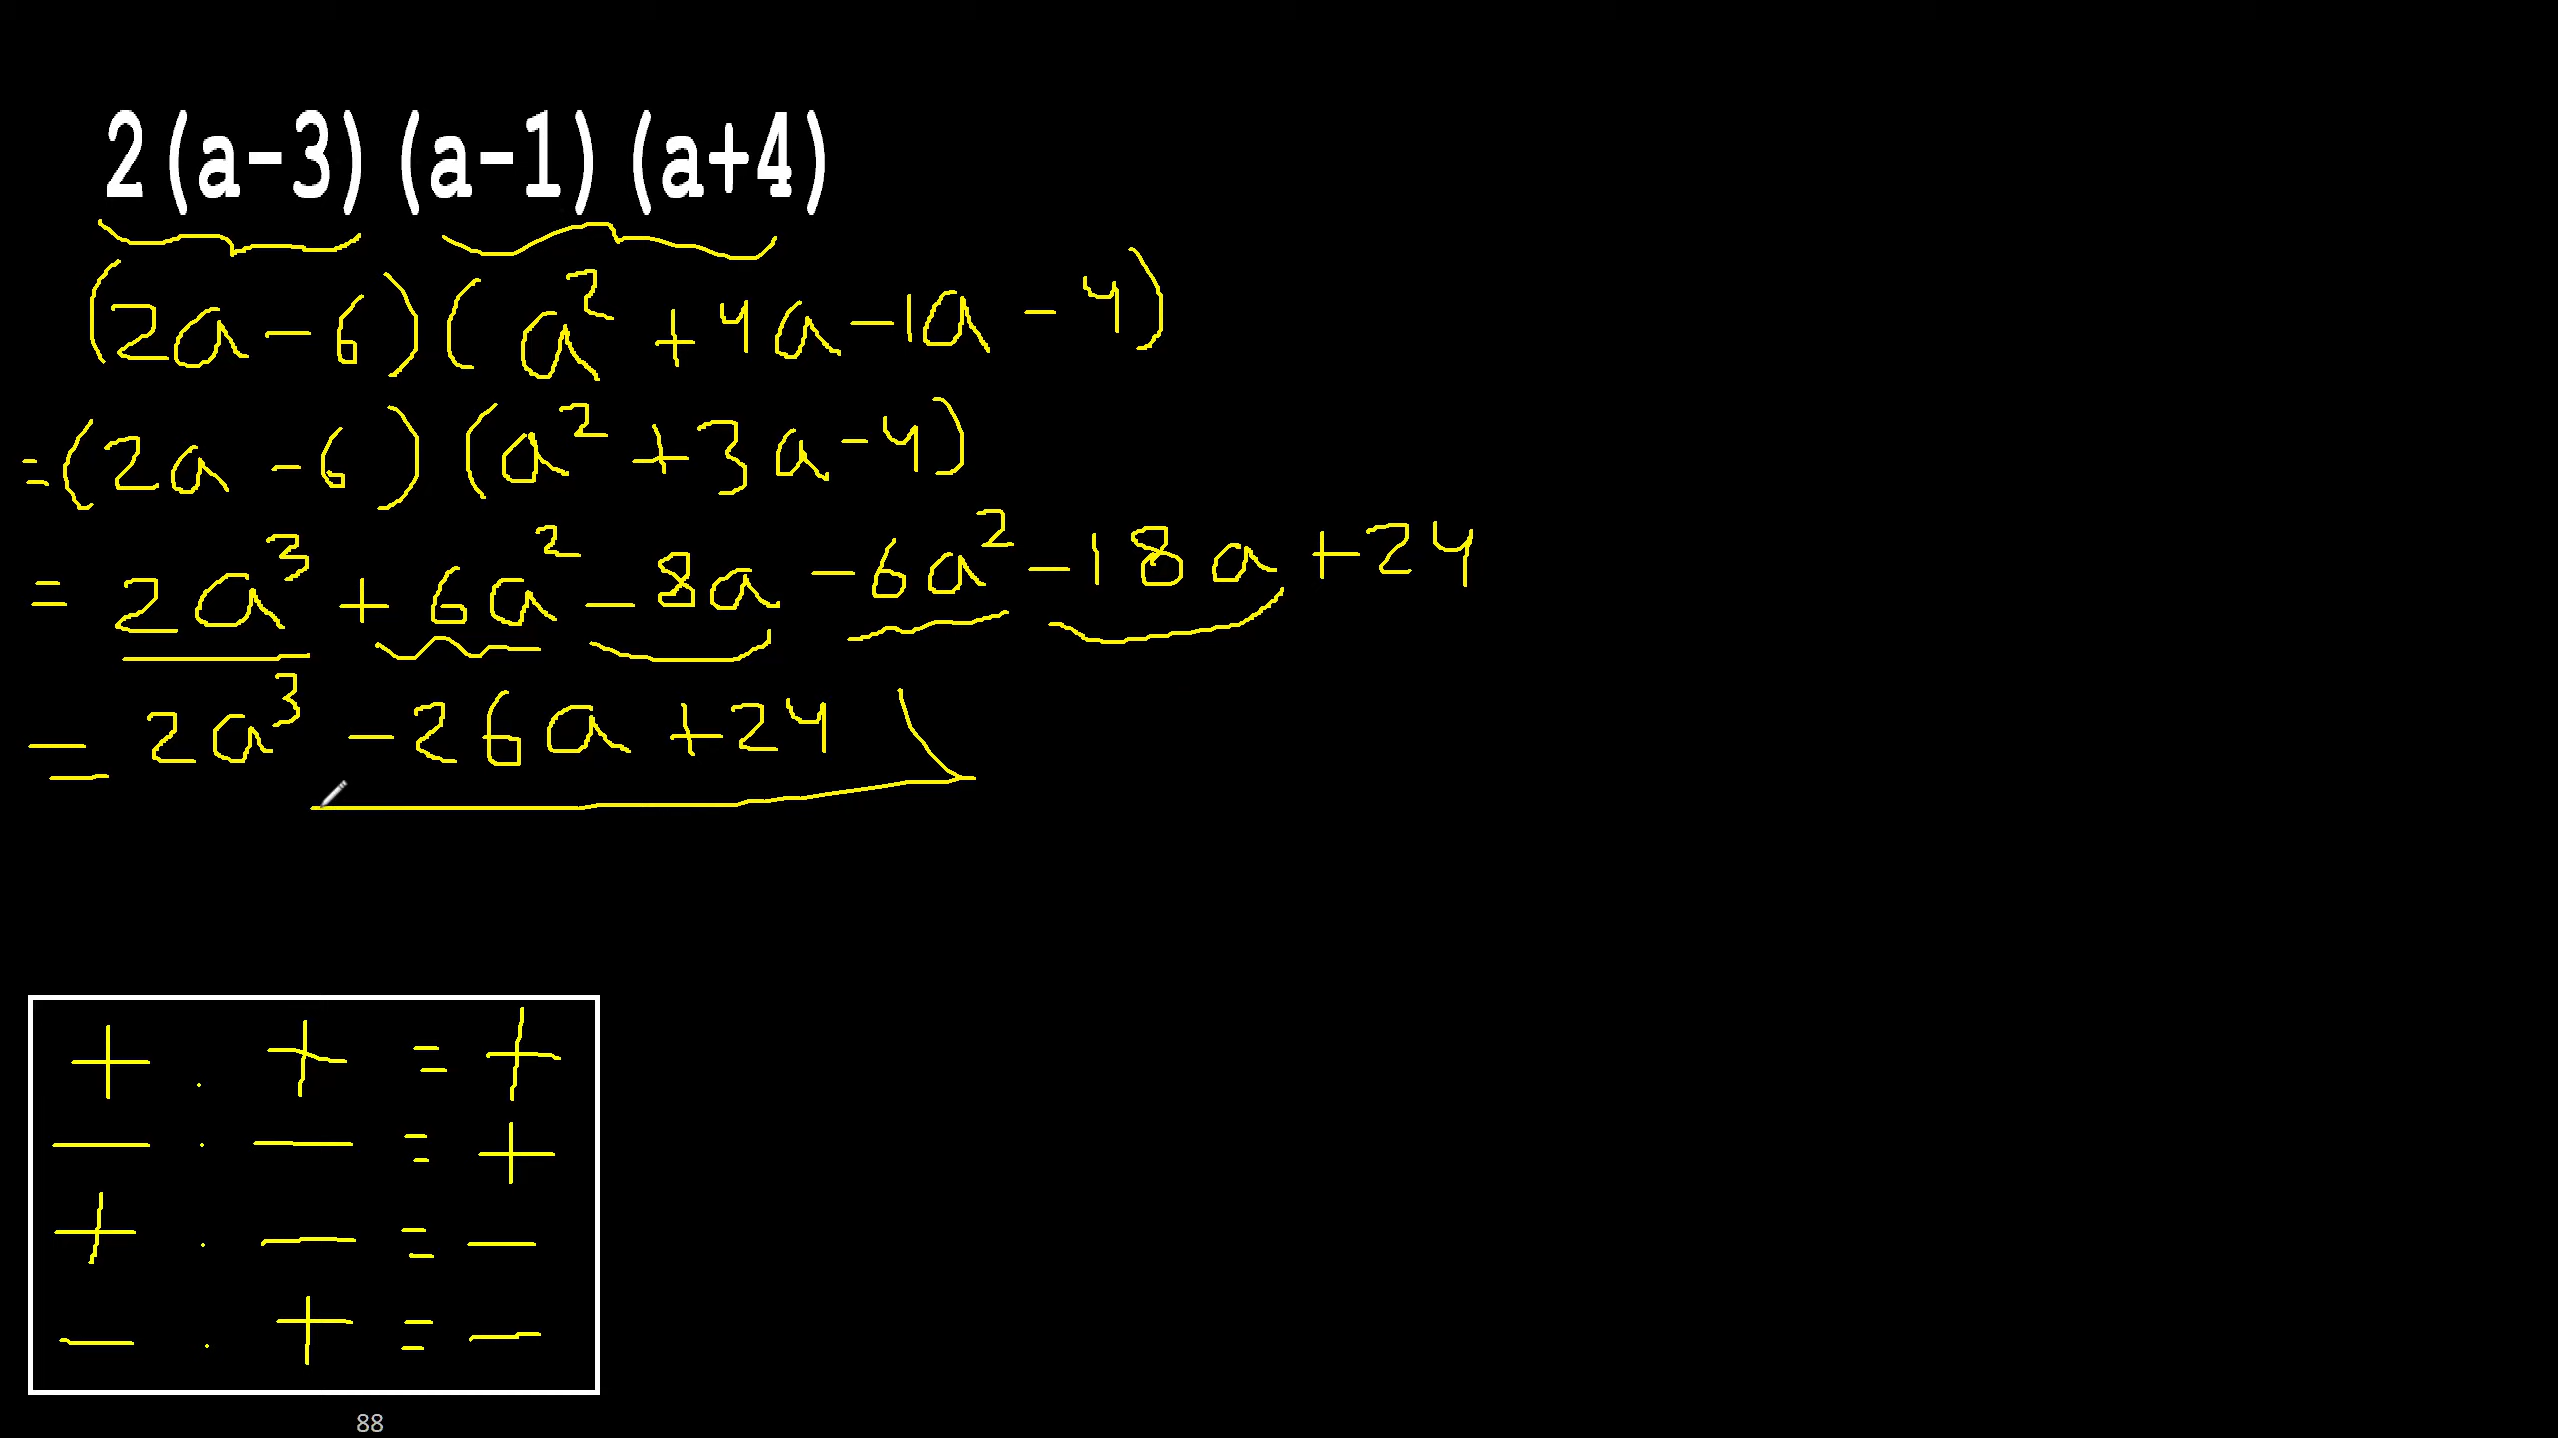 2(a-3)(a-1)(a+4)
(2a - 6)(a² + 4a - 1a - 4)
= (2a - 6)(a² + 3a - 4)
= 2a³ + 6a² - 8a - 6a² - 18a + 24
= 2a³ - 26a + 24
+ . + = +
- . - = +
+ . - = -
- . + = -
88